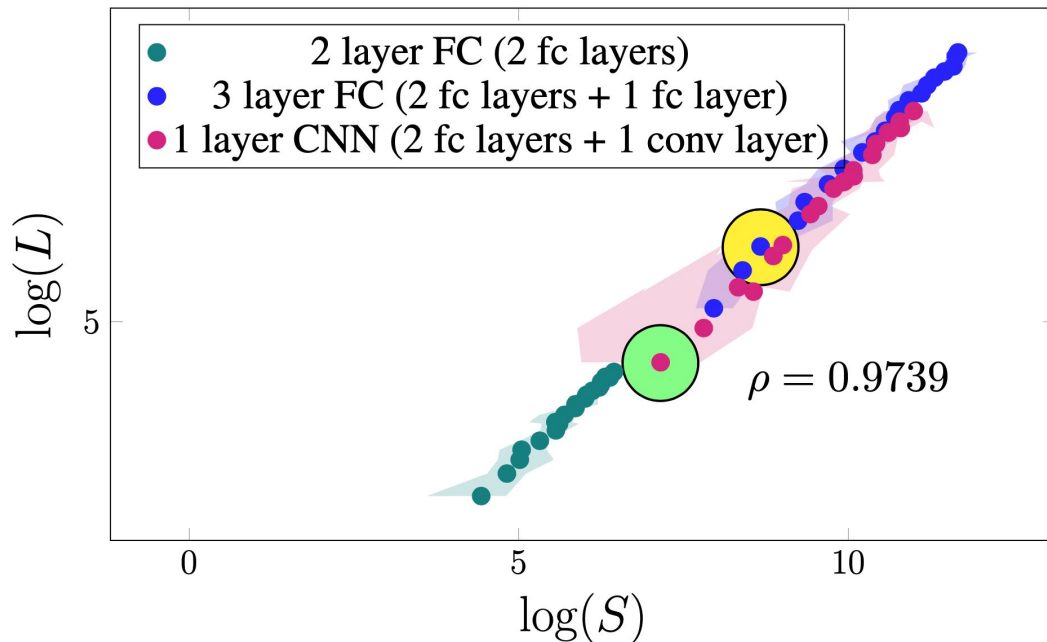 2 layer FC (2 fc layers)
3 layer FC (2 fc layers + 1 fc layer)
1 layer CNN (2 fc layers + 1 conv layer)
log(L)
5
ρ = 0.9739
0 5 10
log(S)